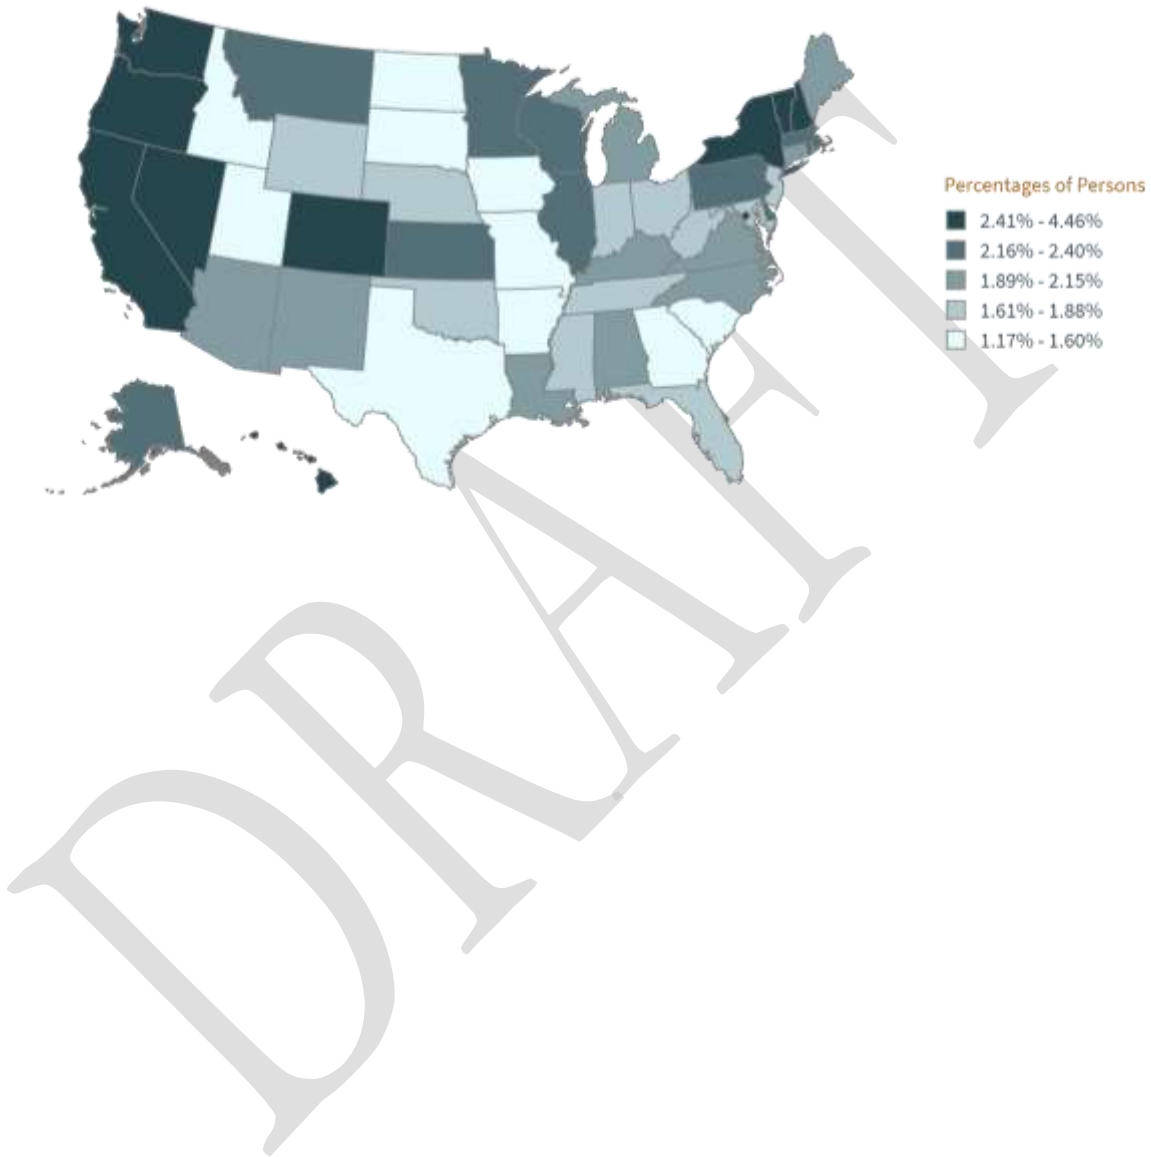 Percentages of Persons
2.41% - 4.46%
2.16% - 2.40%
1.89% - 2.15%
1.61% - 1.88%
1.17% - 1.60%
DRAFT